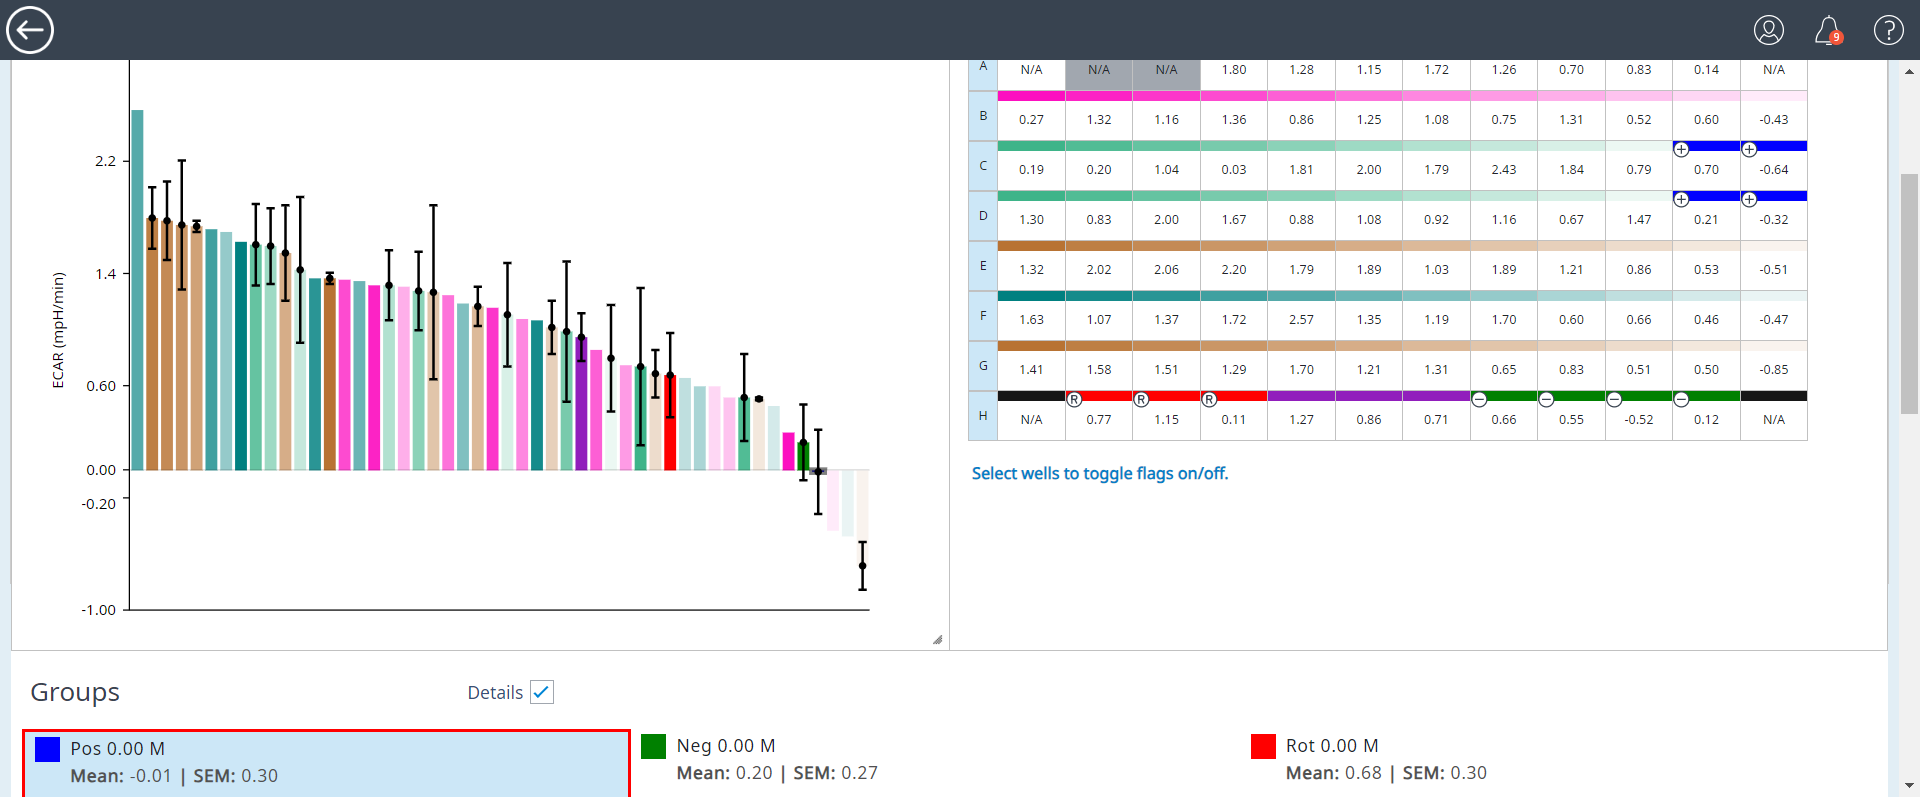 9
?
2.2
1.4
0.60
0.00
-0.20
-1.00
ECAR (mpH/min)
A N/A N/A N/A 1.80 1.28 1.15 1.72 1.26 0.70 0.83 0.14 N/A
B 0.27 1.32 1.16 1.36 0.86 1.25 1.08 0.75 1.31 0.52 0.60 -0.43
+ +
C 0.19 0.20 1.04 0.03 1.81 2.00 1.79 2.43 1.84 0.79 0.70 -0.64
+ +
D 1.30 0.83 2.00 1.67 0.88 1.08 0.92 1.16 0.67 1.47 0.21 -0.32
E 1.32 2.02 2.06 2.20 1.79 1.89 1.03 1.89 1.21 0.86 0.53 -0.51
F 1.63 1.07 1.37 1.72 2.57 1.35 1.19 1.70 0.60 0.66 0.46 -0.47
G 1.41 1.58 1.51 1.29 1.70 1.21 1.31 0.65 0.83 0.51 0.50 -0.85
R R R − − − −
H N/A 0.77 1.15 0.11 1.27 0.86 0.71 0.66 0.55 -0.52 0.12 N/A
Select wells to toggle flags on/off.
Groups
Details
Pos 0.00 M
Mean: -0.01 | SEM: 0.30
Neg 0.00 M
Mean: 0.20 | SEM: 0.27
Rot 0.00 M
Mean: 0.68 | SEM: 0.30